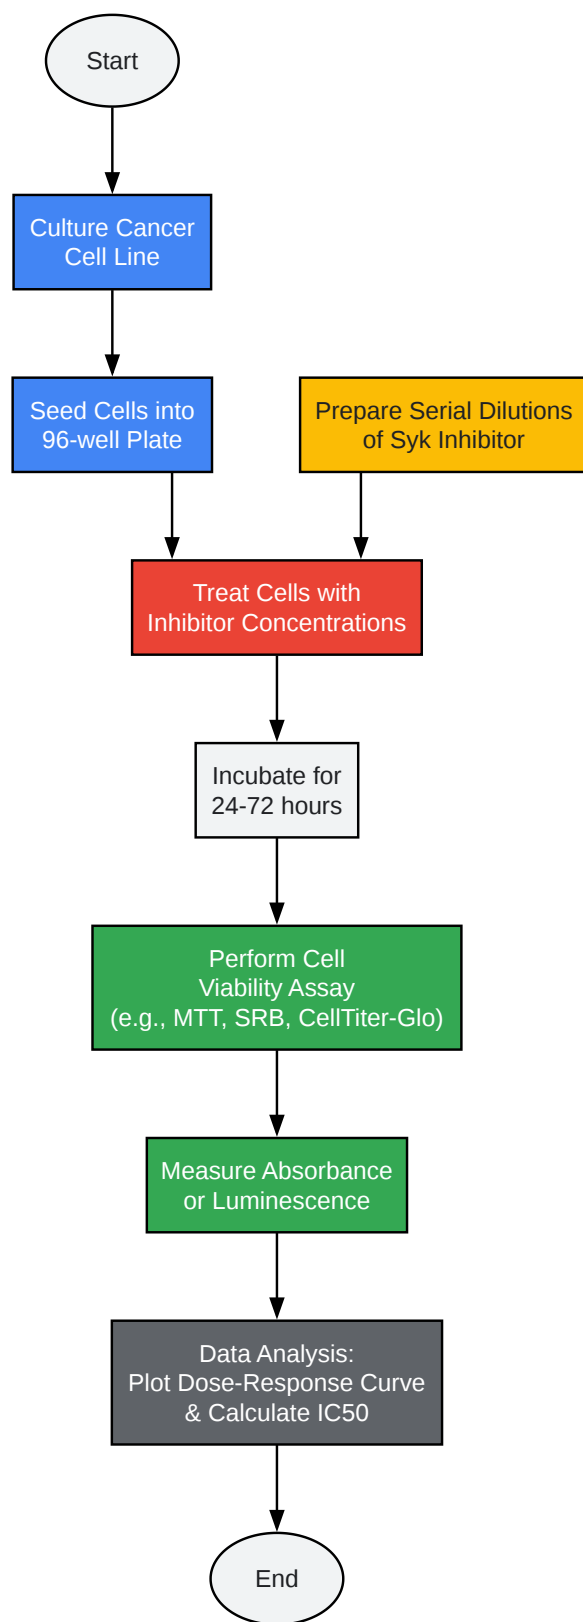 Start
Culture Cancer
Cell Line
Seed Cells into
96-well Plate
Prepare Serial Dilutions
of Syk Inhibitor
Treat Cells with
Inhibitor Concentrations
Incubate for
24-72 hours
Perform Cell
Viability Assay
(e.g., MTT, SRB, CellTiter-Glo)
Measure Absorbance
or Luminescence
Data Analysis:
Plot Dose-Response Curve
& Calculate IC50
End